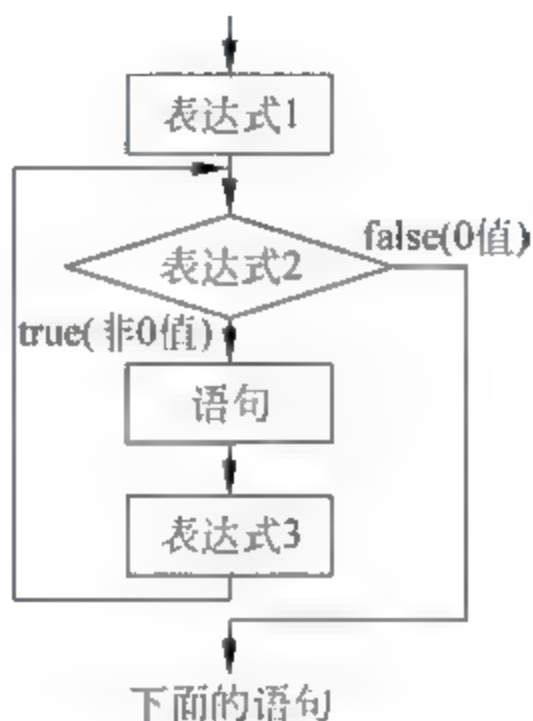 表达式1
表达式2
false(0值)
true(非0值)
语句
表达式3
下面的语句